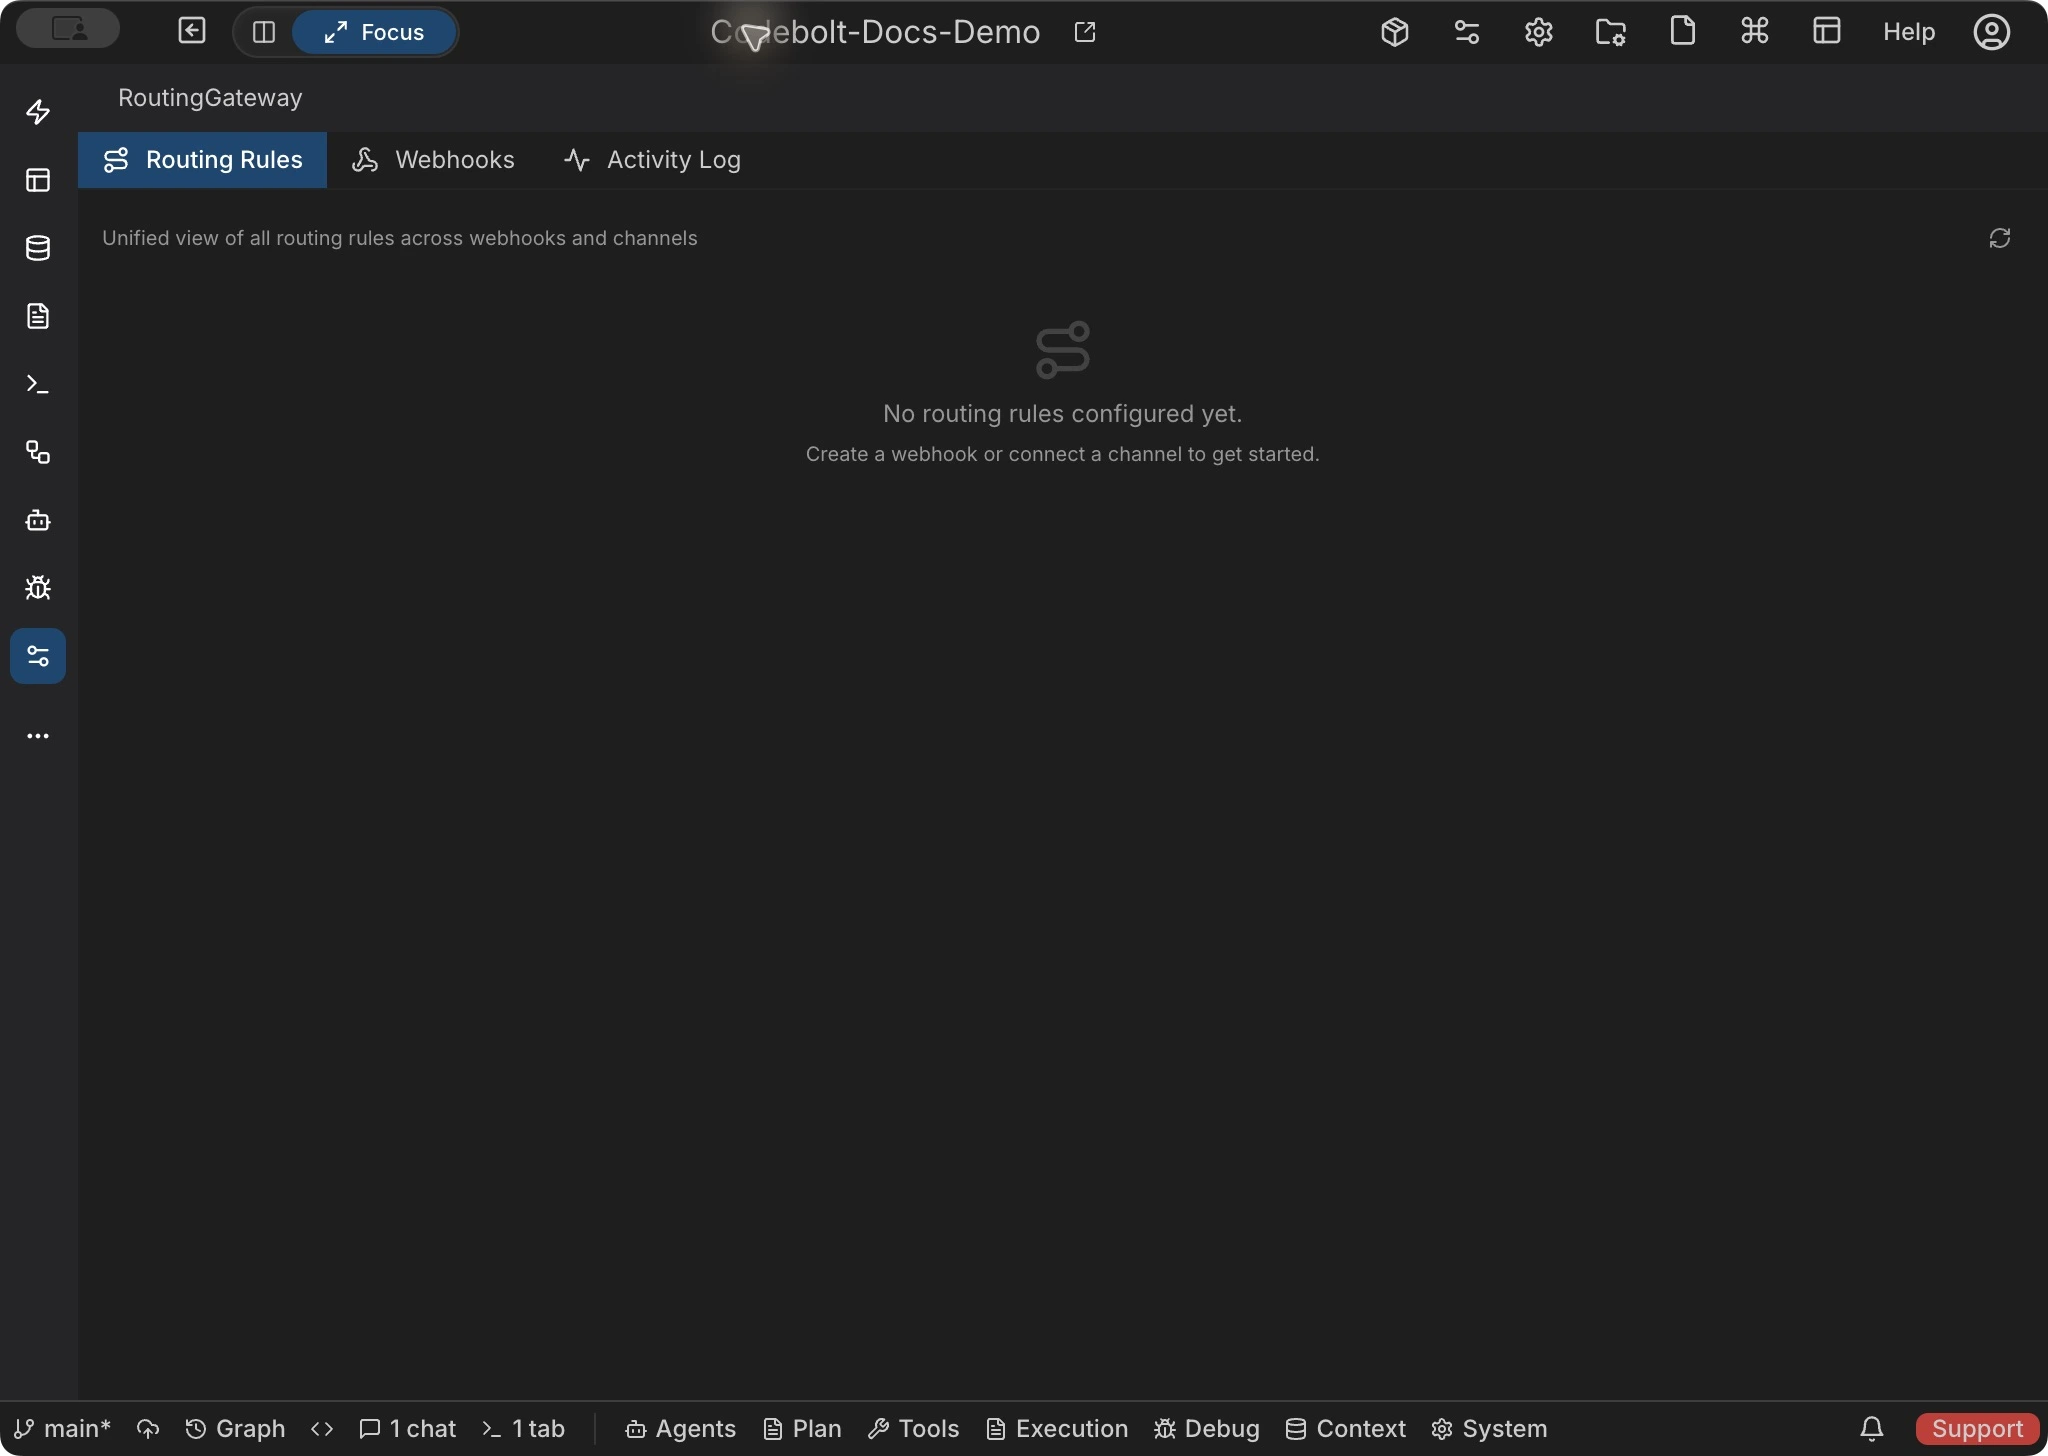 Focus
Codebolt-Docs-Demo
Help
RoutingGateway
Routing Rules
Webhooks
Activity Log
Unified view of all routing rules across webhooks and channels
No routing rules configured yet.
Create a webhook or connect a channel to get started.
main* Graph 1 chat 1 tab Agents Plan Tools Execution Debug Context System Support